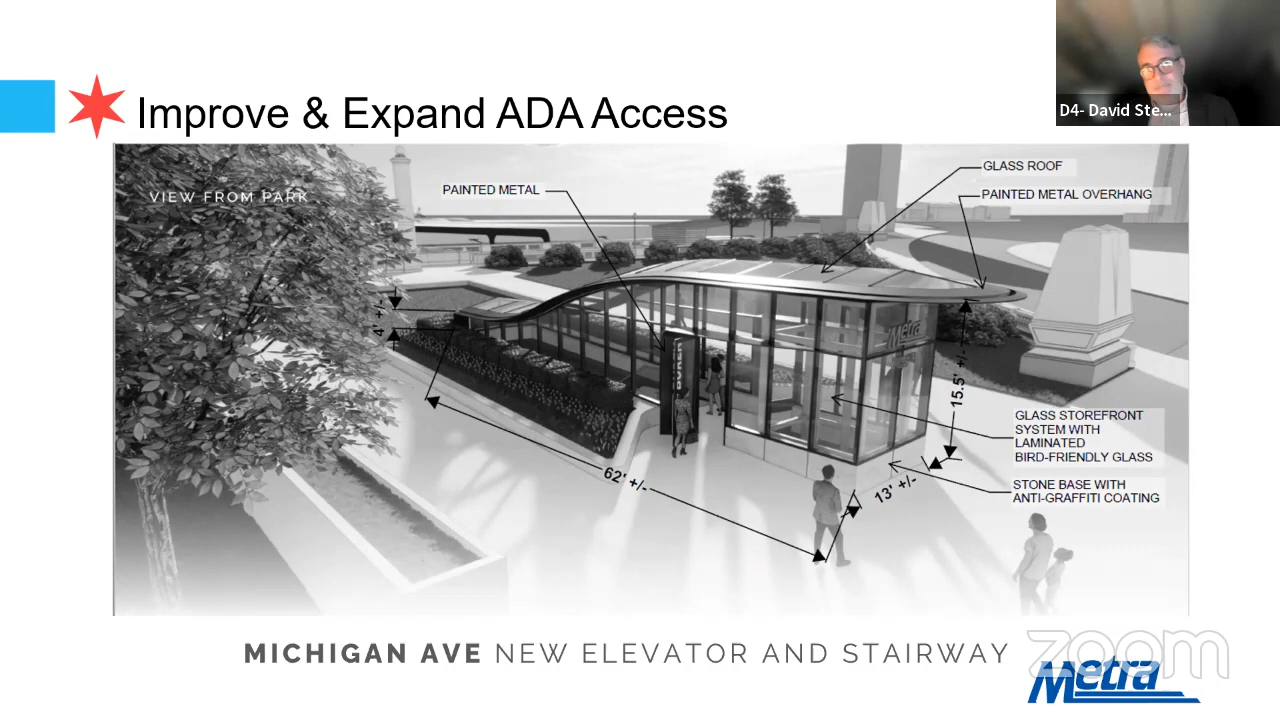 D4- David Ste...
Improve & Expand ADA Access
VIEW FROM PARK
PAINTED METAL
GLASS ROOF
PAINTED METAL OVERHANG
4' +/-
Metra
15.5' +/-
62' +/-
13' +/-
GLASS STOREFRONT
SYSTEM WITH
LAMINATED
BIRD-FRIENDLY GLASS
STONE BASE WITH
ANTI-GRAFFITI COATING
MICHIGAN AVE NEW ELEVATOR AND STAIRWAY
zoom
Metra